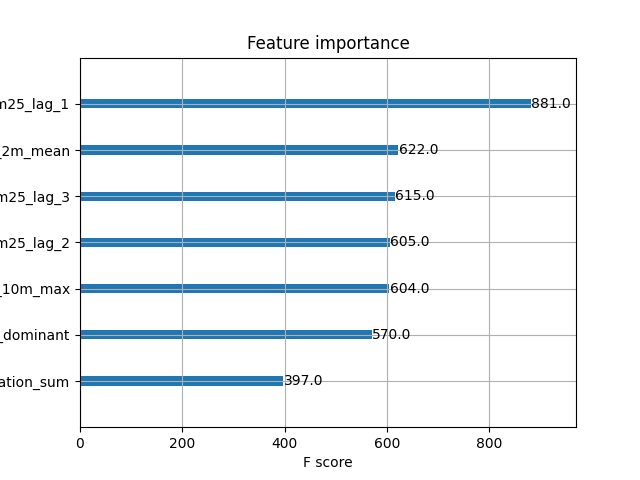 Feature importance
m25_lag_1
881.0
_2m_mean
622.0
m25_lag_3
615.0
m25_lag_2
605.0
_10m_max
604.0
_dominant
570.0
ation_sum
397.0
0 200 400 600 800
F score